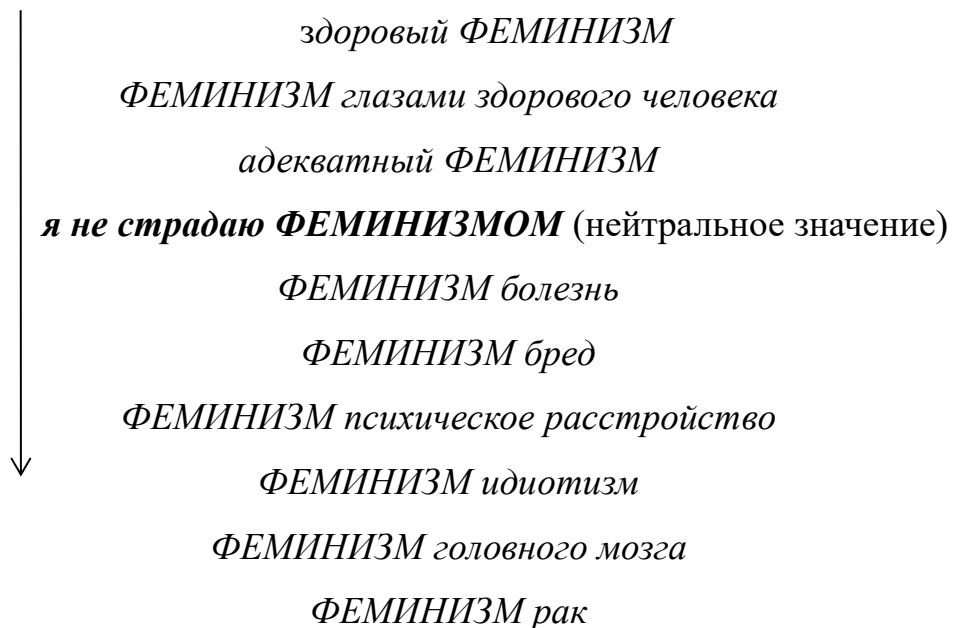 здоровый ФЕМИНИЗМ
ФЕМИНИЗМ глазами здорового человека
адекватный ФЕМИНИЗМ
я не страдаю ФЕМИНИЗМОМ (нейтральное значение)
ФЕМИНИЗМ болезнь
ФЕМИНИЗМ бред
ФЕМИНИЗМ психическое расстройство
ФЕМИНИЗМ идиотизм
ФЕМИНИЗМ головного мозга
ФЕМИНИЗМ рак